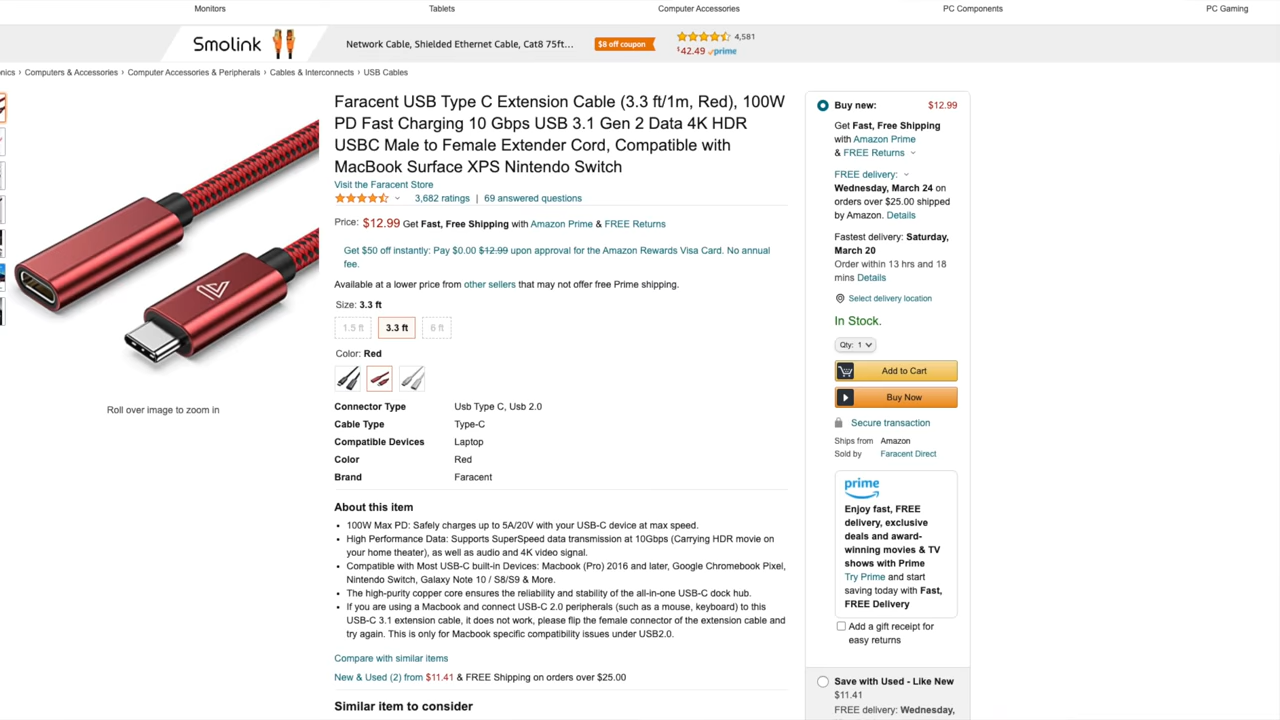 Monitors
Tablets
Computer Accessories
PC Components
PC Gaming
Smolink
Network Cable, Shielded Ethernet Cable, Cat8 75ft...
$8 off coupon
4,581
$42.49 prime
Computers & Accessories › Computer Accessories & Peripherals › Cables & Interconnects › USB Cables
Faracent USB Type C Extension Cable (3.3 ft/1m, Red), 100W
PD Fast Charging 10 Gbps USB 3.1 Gen 2 Data 4K HDR
USBC Male to Female Extender Cord, Compatible with
MacBook Surface XPS Nintendo Switch
Visit the Faracent Store
3,682 ratings | 69 answered questions
Price: $12.99 Get Fast, Free Shipping with Amazon Prime & FREE Returns
Get $50 off instantly: Pay $0.00 $12.99 upon approval for the Amazon Rewards Visa Card. No annual
fee.
Available at a lower price from other sellers that may not offer free Prime shipping.
Size: 3.3 ft
1.5 ft
3.3 ft
6 ft
Color: Red
Connector Type Usb Type C, Usb 2.0
Cable Type Type-C
Compatible Devices Laptop
Color Red
Brand Faracent
About this item
• 100W Max PD: Safely charges up to 5A/20V with your USB-C device at max speed.
• High Performance Data: Supports SuperSpeed data transmission at 10Gbps (Carrying HDR movie on
your home theater), as well as audio and 4K video signal.
• Compatible with Most USB-C built-in Devices: Macbook (Pro) 2016 and later, Google Chromebook Pixel,
Nintendo Switch, Galaxy Note 10 / S8/S9 & More.
• The high-purity copper core ensures the reliability and stability of the all-in-one USB-C dock hub.
• If you are using a Macbook and connect USB-C 2.0 peripherals (such as a mouse, keyboard) to this
USB-C 3.1 extension cable, it does not work, please flip the female connector of the extension cable and
try again. This is only for Macbook specific compatibility issues under USB2.0.
Compare with similar items
New & Used (2) from $11.41 & FREE Shipping on orders over $25.00
Similar item to consider
Roll over image to zoom in
Buy new: $12.99
Get Fast, Free Shipping
with Amazon Prime
& FREE Returns
FREE delivery:
Wednesday, March 24 on
orders over $25.00 shipped
by Amazon. Details
Fastest delivery: Saturday,
March 20
Order within 13 hrs and 18
mins Details
Select delivery location
In Stock.
Qty: 1
Add to Cart
Buy Now
Secure transaction
Ships from Amazon
Sold by Faracent Direct
prime
Enjoy fast, FREE
delivery, exclusive
deals and award-
winning movies & TV
shows with Prime
Try Prime and start
saving today with Fast,
FREE Delivery
Add a gift receipt for
easy returns
Save with Used - Like New
$11.41
FREE delivery: Wednesday,